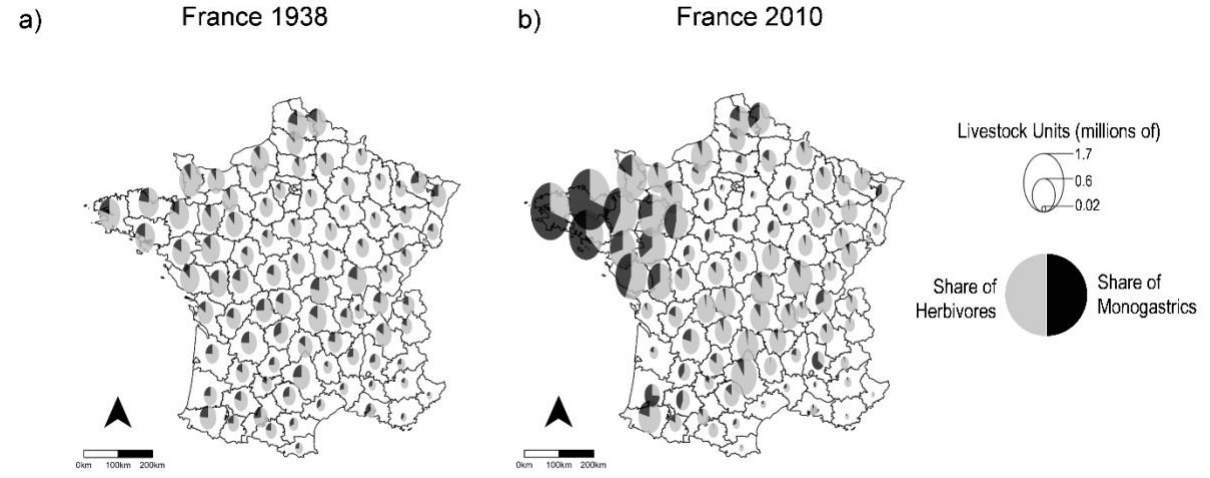 a)
France 1938
b)
France 2010
Livestock Units (millions of)
1.7
0.6
0.02
Share of
Herbivores
Share of
Monogastrics
0km 100km 200km
0km 100km 200km